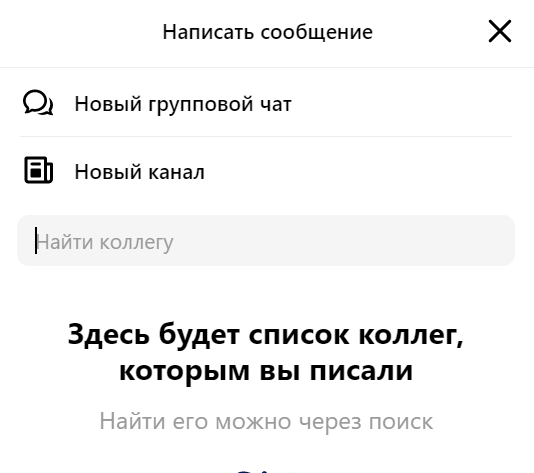 Написать сообщение
Новый групповой чат
Новый канал
Найти коллегу
Здесь будет список коллег,
которым вы писали
Найти его можно через поиск